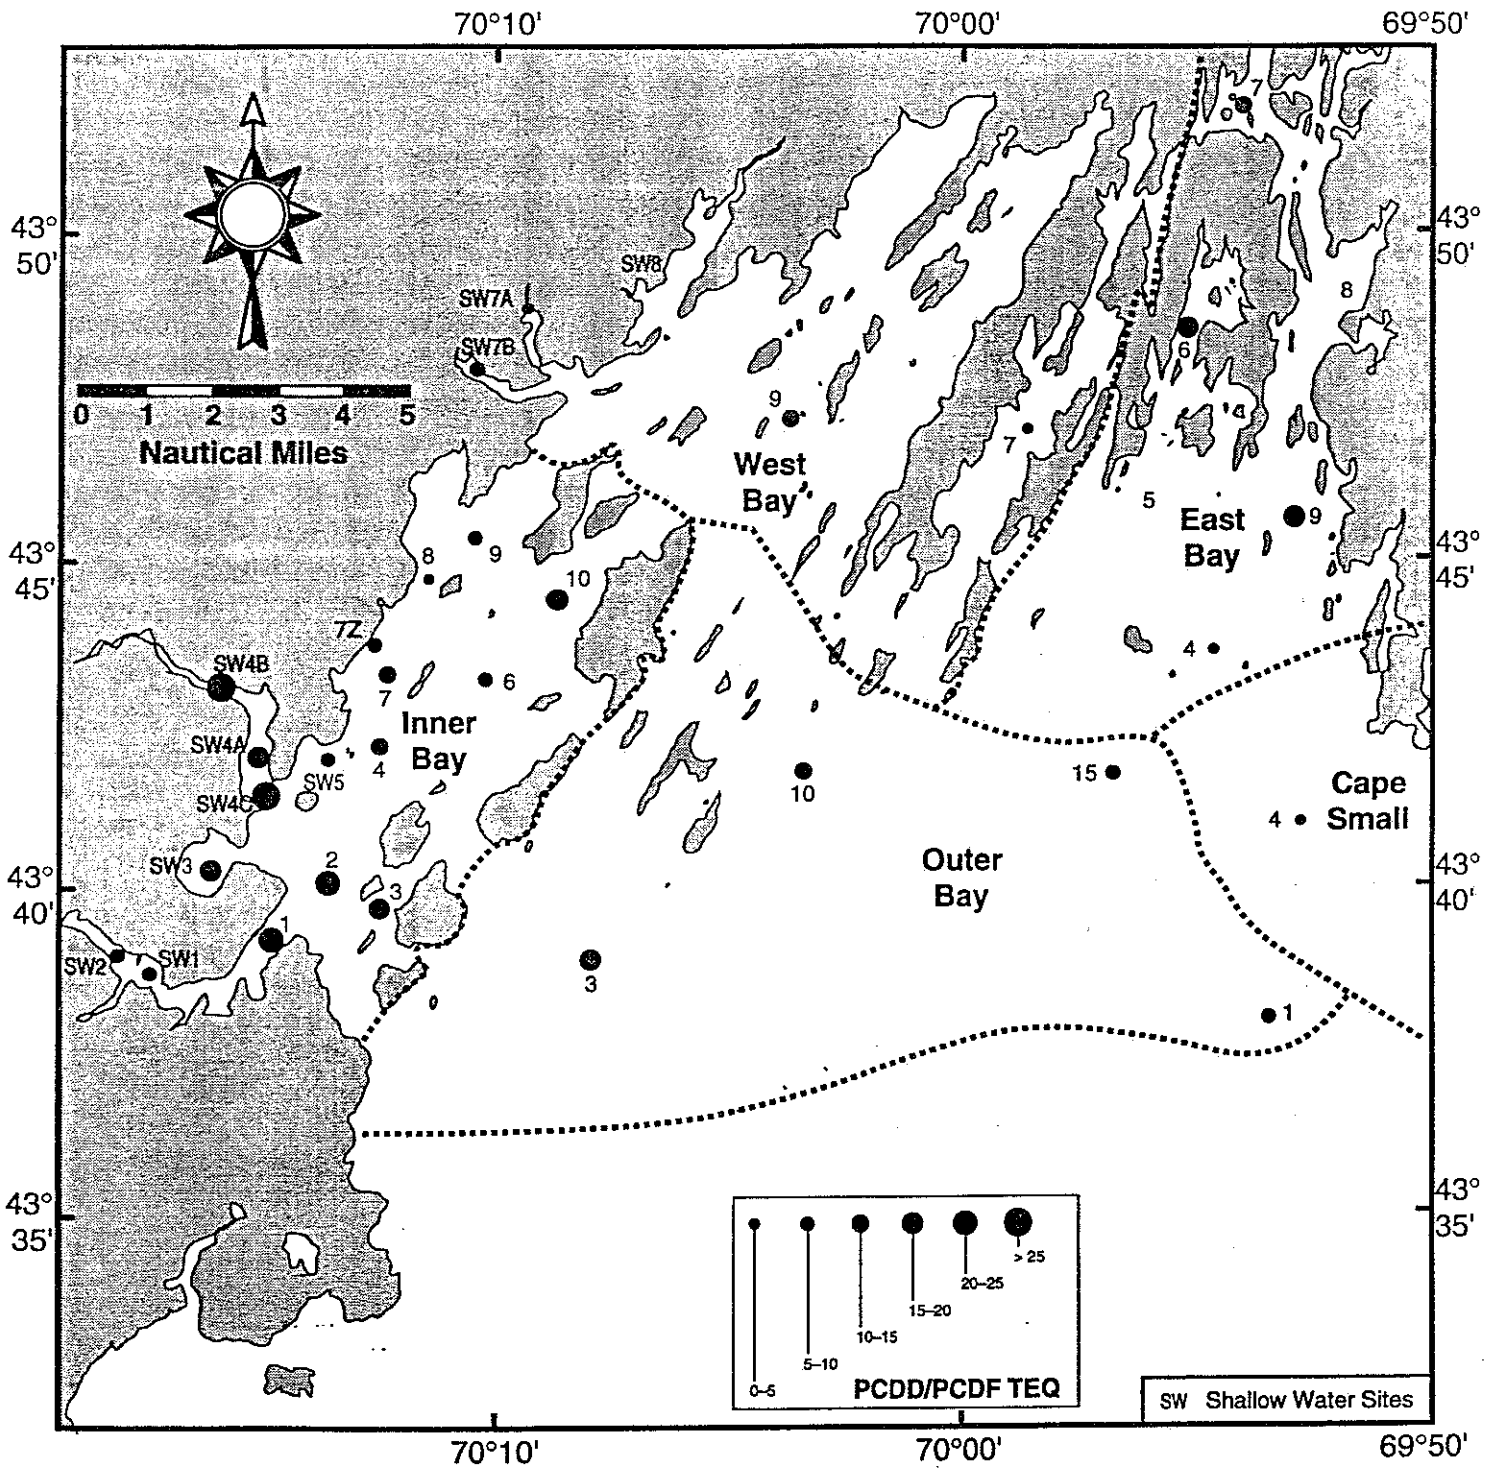 70°10'
70°00'
69°50'
7
43°
50'
43°
50'
SW8
SW7A
8
SW7B
6
0 1 2 3 4 5
Nautical Miles
9
7
West
Bay
5
East
Bay
9
8
9
10
43°
45'
43°
45'
7Z
4
SW4B
7
6
Inner
Bay
SW4A
4
SW5
SW4C
10
15
Cape
Small
4
Outer
Bay
SW3
2
3
43°
40'
43°
40'
1
SW2
SW1
3
1
43°
35'
43°
35'
> 25
20–25
15–20
10–15
5–10
0–5
PCDD/PCDF TEQ
SW Shallow Water Sites
70°10'
70°00'
69°50'